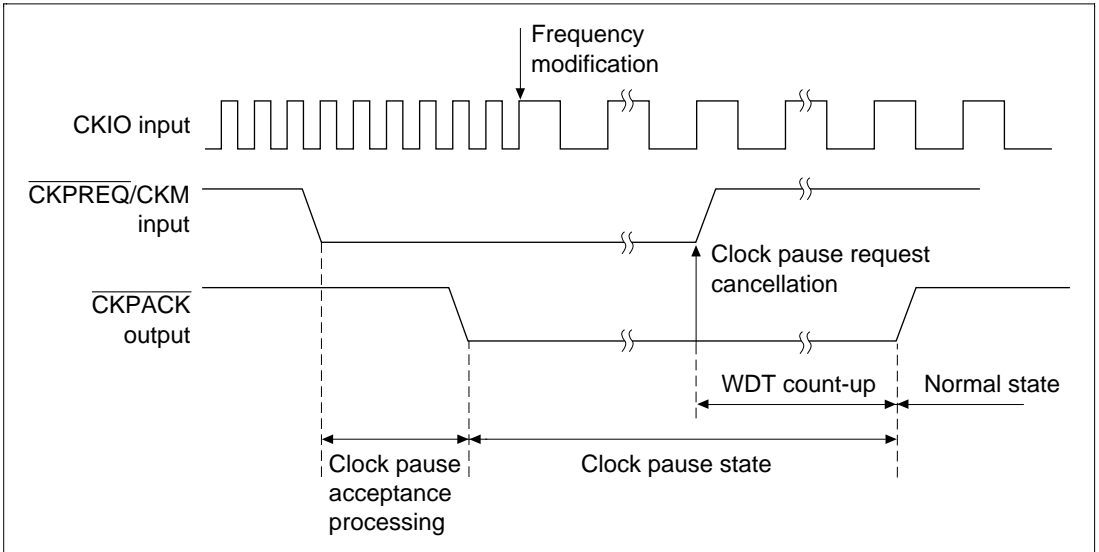 Frequency
modification
CKIO input
CKPREQ/CKM
input
Clock pause request
cancellation
CKPACK
output
WDT count-up
Normal state
Clock pause
acceptance
processing
Clock pause state